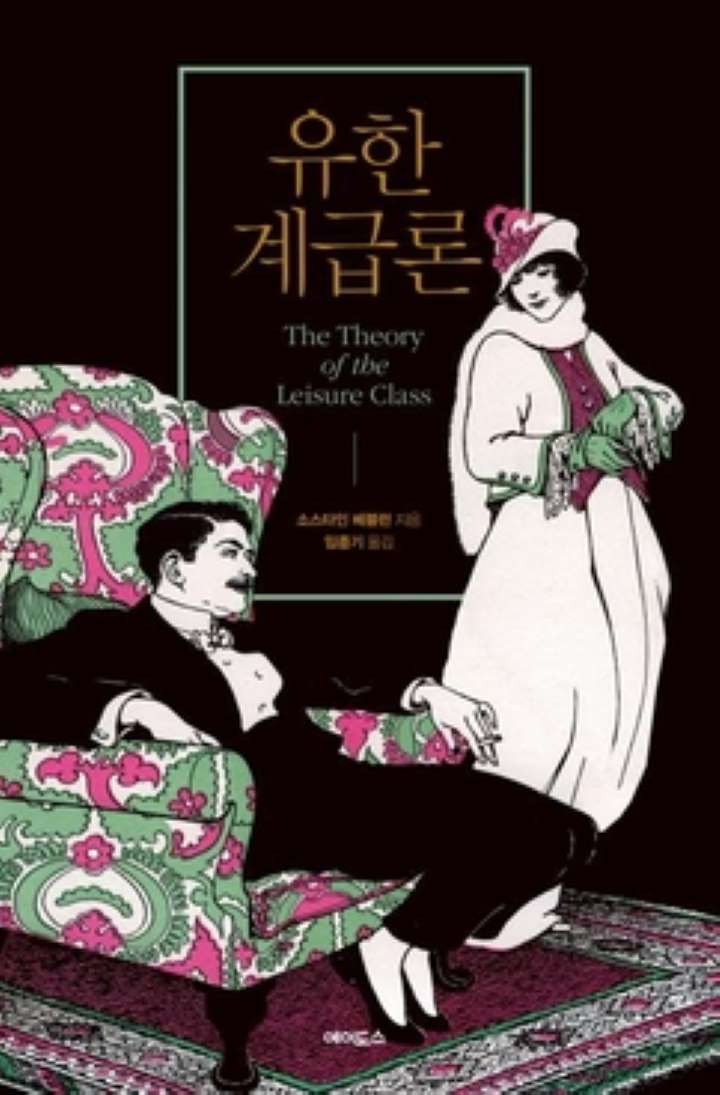 유한
계급론
The Theory
of the
Leisure Class
소스타인 베블런 지음
임종기 옮김
에이도스